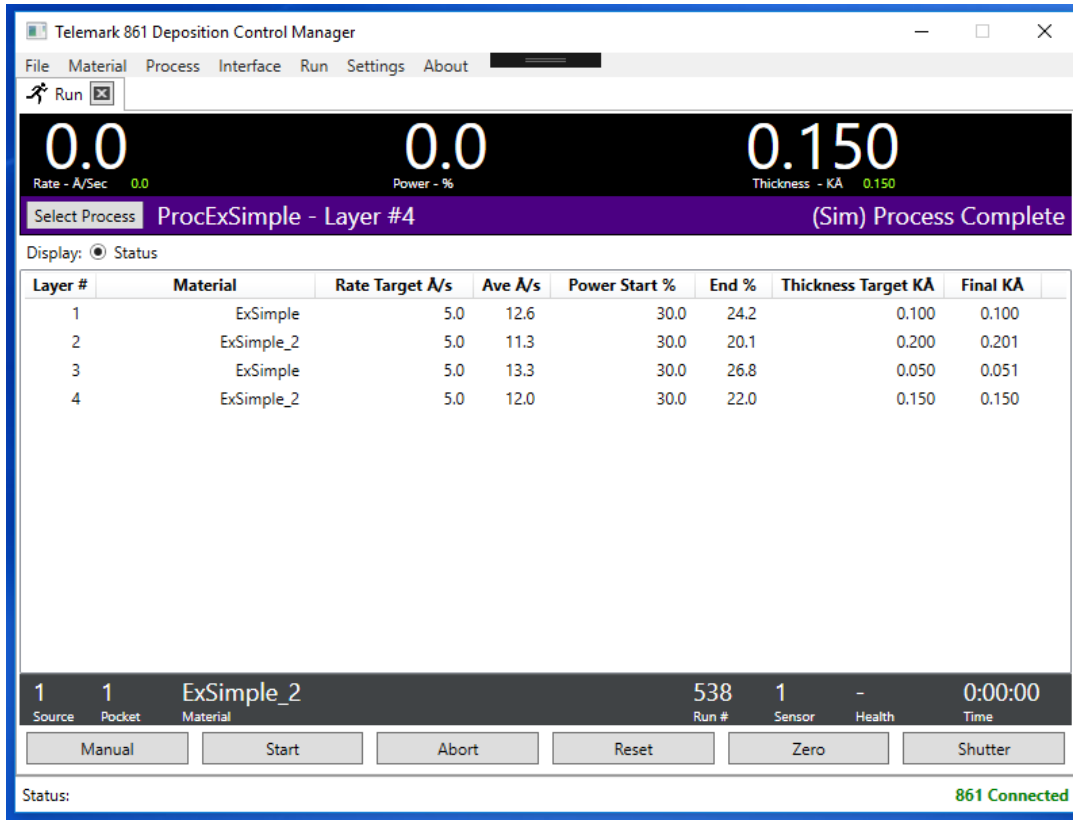 Telemark 861 Deposition Control Manager
File Material Process Interface Run Settings About
Run
0.0 0.0 0.150
Rate - Å/Sec 0.0 Power - % Thickness - KÅ 0.150
Select Process ProcExSimple - Layer #4 (Sim) Process Complete
Display: Status
Layer # Material Rate Target Å/s Ave Å/s Power Start % End % Thickness Target KÅ Final KÅ
1 ExSimple 5.0 12.6 30.0 24.2 0.100 0.100
2 ExSimple_2 5.0 11.3 30.0 20.1 0.200 0.201
3 ExSimple 5.0 13.3 30.0 26.8 0.050 0.051
4 ExSimple_2 5.0 12.0 30.0 22.0 0.150 0.150
1 1 ExSimple_2 538 1 - 0:00:00
Source Pocket Material Run # Sensor Health Time
Manual Start Abort Reset Zero Shutter
Status: 861 Connected